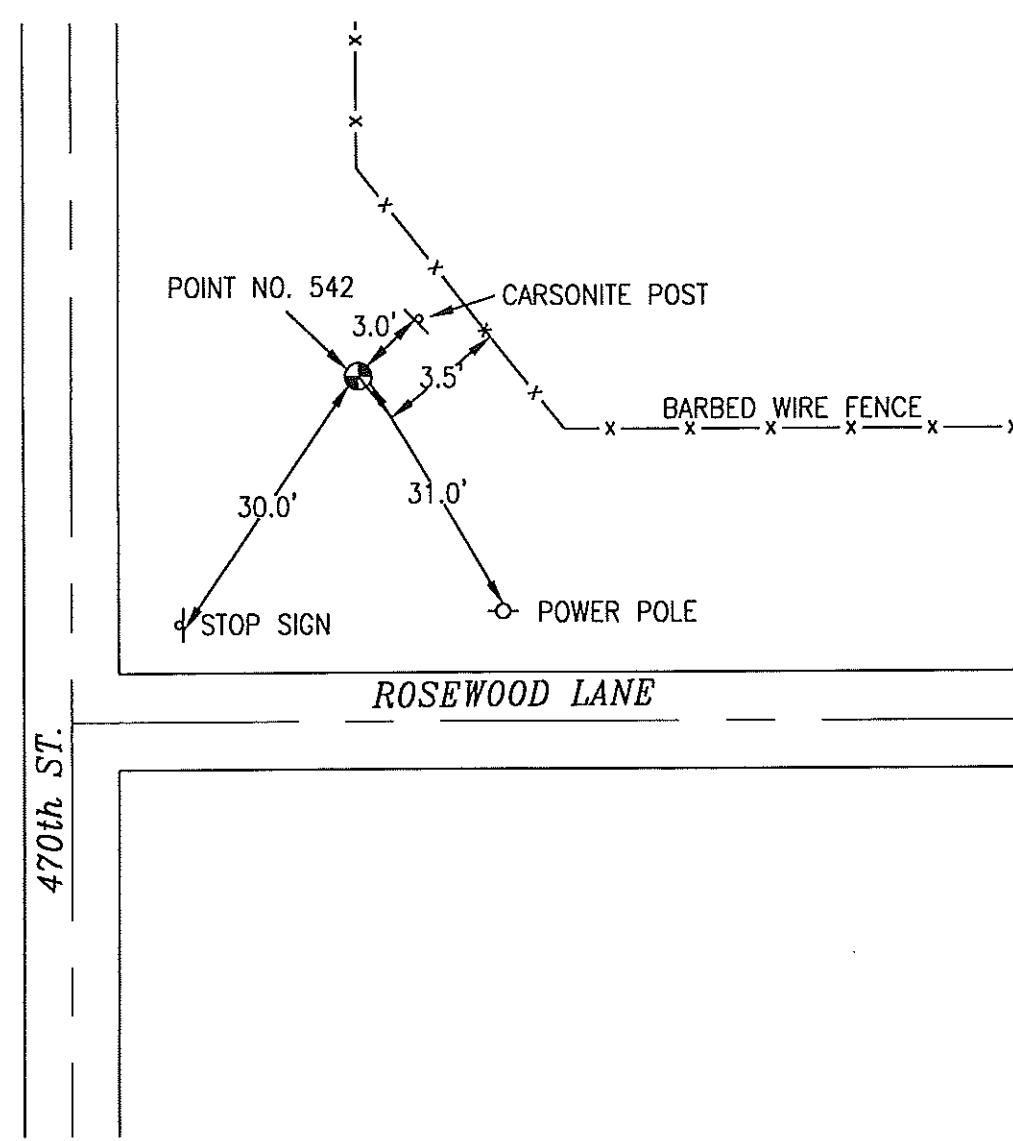 POINT NO. 542
CARSONITE POST
3.0'
3.5'
BARBED WIRE FENCE
30.0'
31.0'
STOP SIGN
POWER POLE
ROSEWOOD LANE
470th ST.